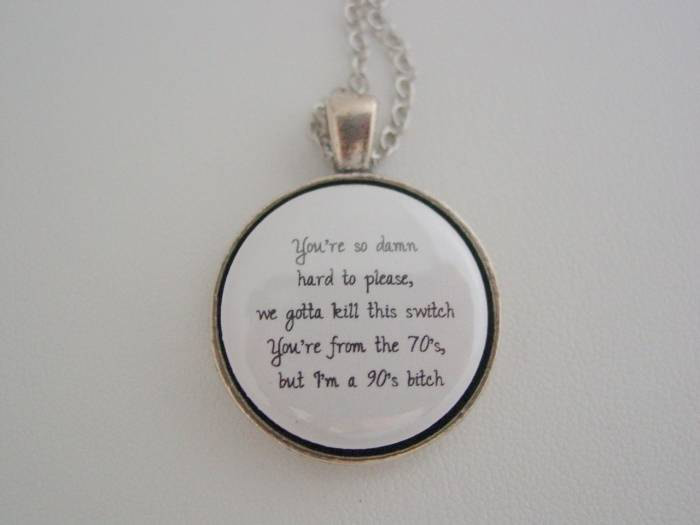 You're so damn
hard to please,
we gotta kill this switch
You're from the 70's,
but I'm a 90's bitch